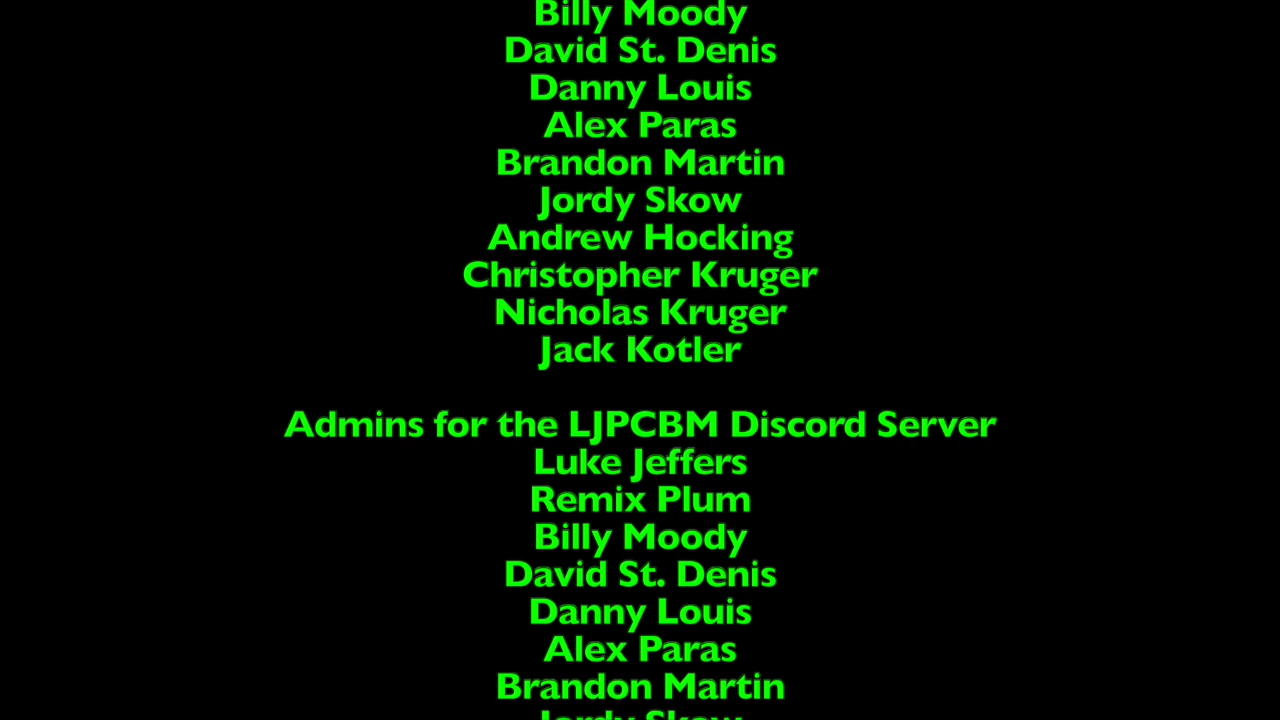 Billy Moody
David St. Denis
Danny Louis
Alex Paras
Brandon Martin
Jordy Skow
Andrew Hocking
Christopher Kruger
Nicholas Kruger
Jack Kotler
Admins for the LJPCBM Discord Server
Luke Jeffers
Remix Plum
Billy Moody
David St. Denis
Danny Louis
Alex Paras
Brandon Martin
Jordy Skow